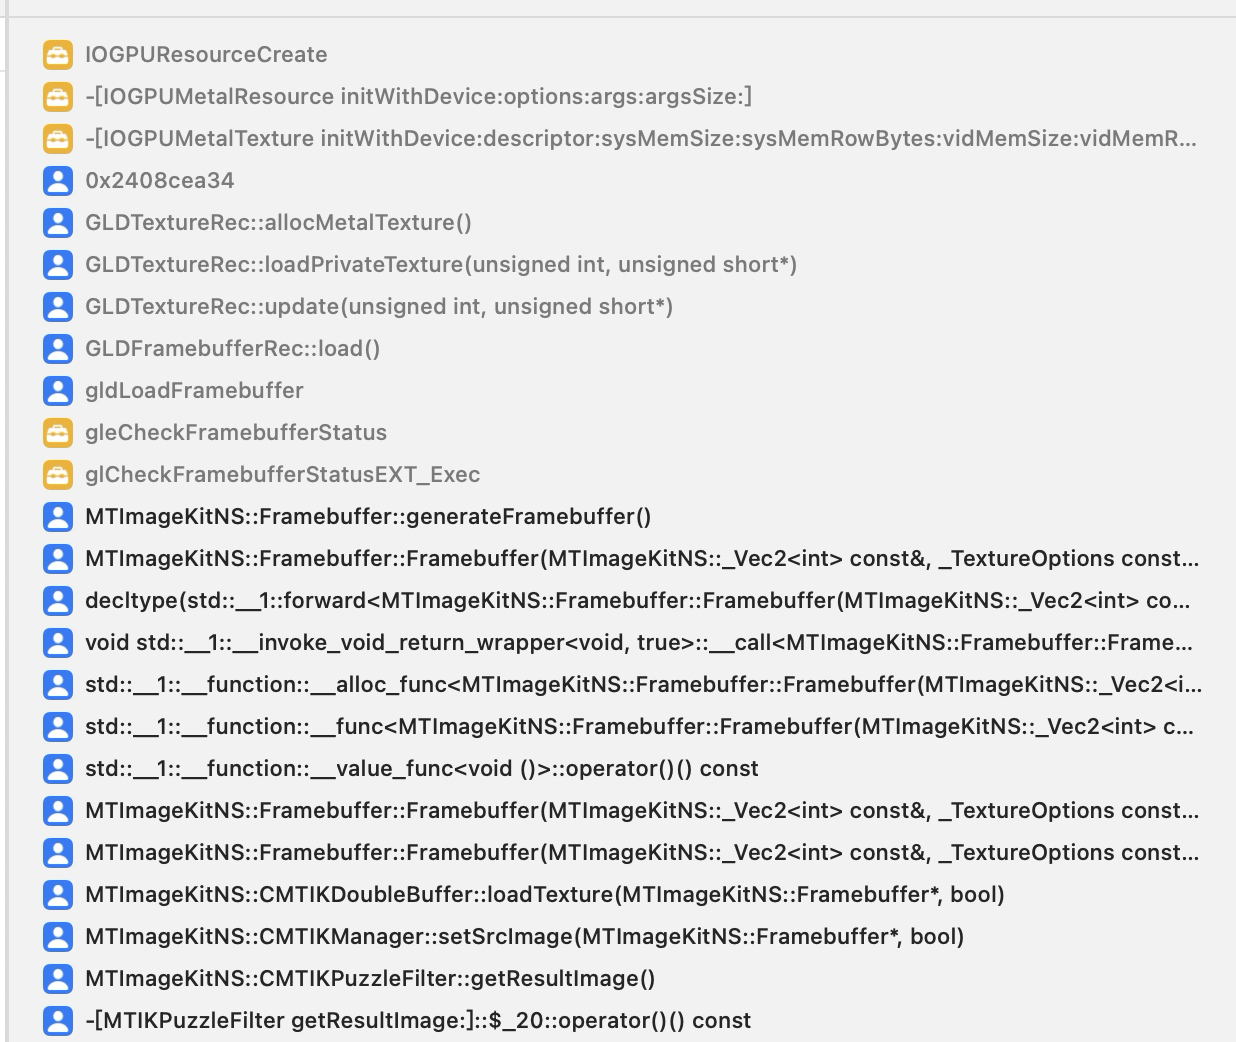 IOGPUResourceCreate
-[IOGPUMetalResource initWithDevice:options:args:argsSize:]
-[IOGPUMetalTexture initWithDevice:descriptor:sysMemSize:sysMemRowBytes:vidMemSize:vidMemR...
0x2408cea34
GLDTextureRec::allocMetalTexture()
GLDTextureRec::loadPrivateTexture(unsigned int, unsigned short*)
GLDTextureRec::update(unsigned int, unsigned short*)
GLDFramebufferRec::load()
gldLoadFramebuffer
gleCheckFramebufferStatus
glCheckFramebufferStatusEXT_Exec
MTImageKitNS::Framebuffer::generateFramebuffer()
MTImageKitNS::Framebuffer::Framebuffer(MTImageKitNS::_Vec2<int> const&, _TextureOptions const...
decltype(std::__1::forward<MTImageKitNS::Framebuffer::Framebuffer(MTImageKitNS::_Vec2<int> co...
void std::__1::__invoke_void_return_wrapper<void, true>::__call<MTImageKitNS::Framebuffer::Frame...
std::__1::__function::__alloc_func<MTImageKitNS::Framebuffer::Framebuffer(MTImageKitNS::_Vec2<i...
std::__1::__function::__func<MTImageKitNS::Framebuffer::Framebuffer(MTImageKitNS::_Vec2<int> c...
std::__1::__function::__value_func<void ()>::operator()() const
MTImageKitNS::Framebuffer::Framebuffer(MTImageKitNS::_Vec2<int> const&, _TextureOptions const...
MTImageKitNS::Framebuffer::Framebuffer(MTImageKitNS::_Vec2<int> const&, _TextureOptions const...
MTImageKitNS::CMTIKDoubleBuffer::loadTexture(MTImageKitNS::Framebuffer*, bool)
MTImageKitNS::CMTIKManager::setSrcImage(MTImageKitNS::Framebuffer*, bool)
MTImageKitNS::CMTIKPuzzleFilter::getResultImage()
-[MTIKPuzzleFilter getResultImage:]::$_20::operator()() const